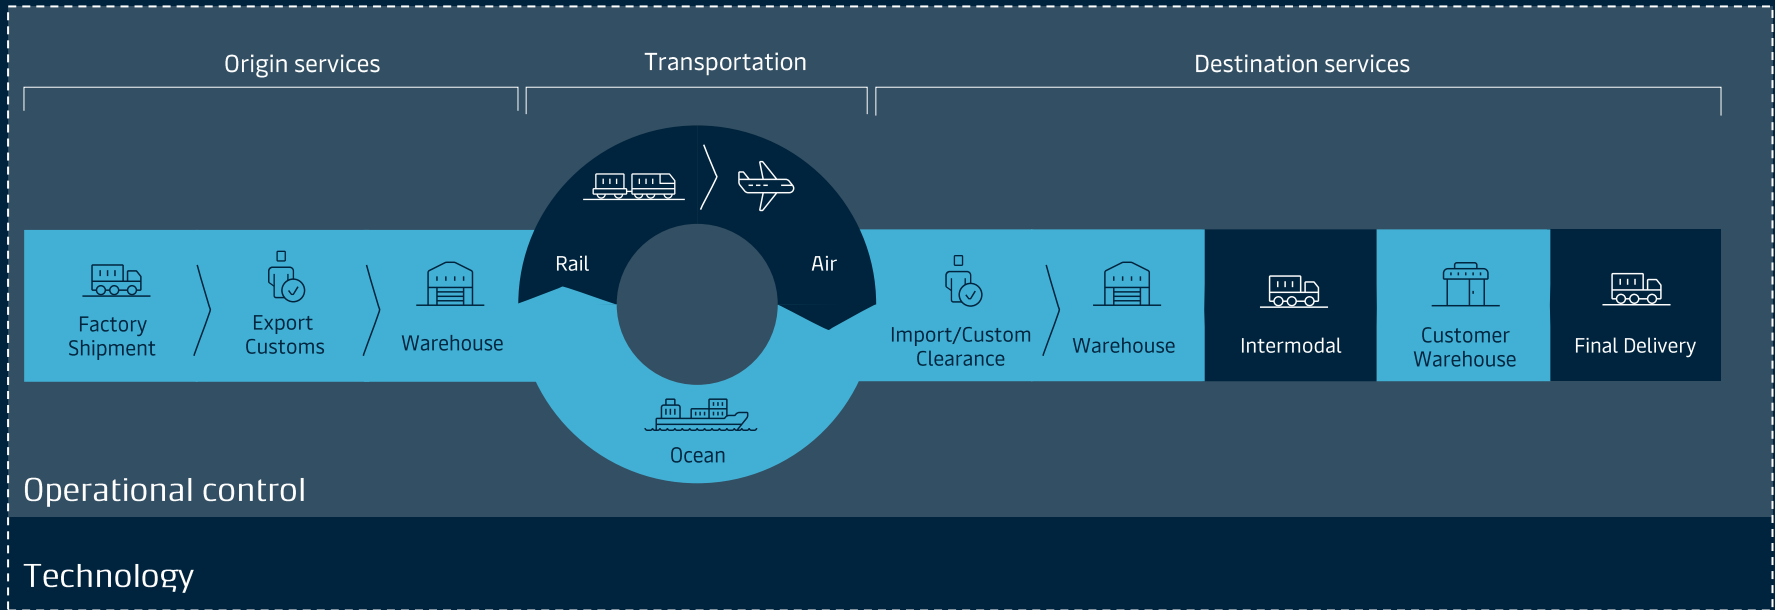 Origin services
Transportation
Destination services
Rail
Air
Factory
Shipment
Export
Customs
Warehouse
Ocean
Import/Custom
Clearance
Warehouse
Intermodal
Customer
Warehouse
Final Delivery
Operational control
Technology